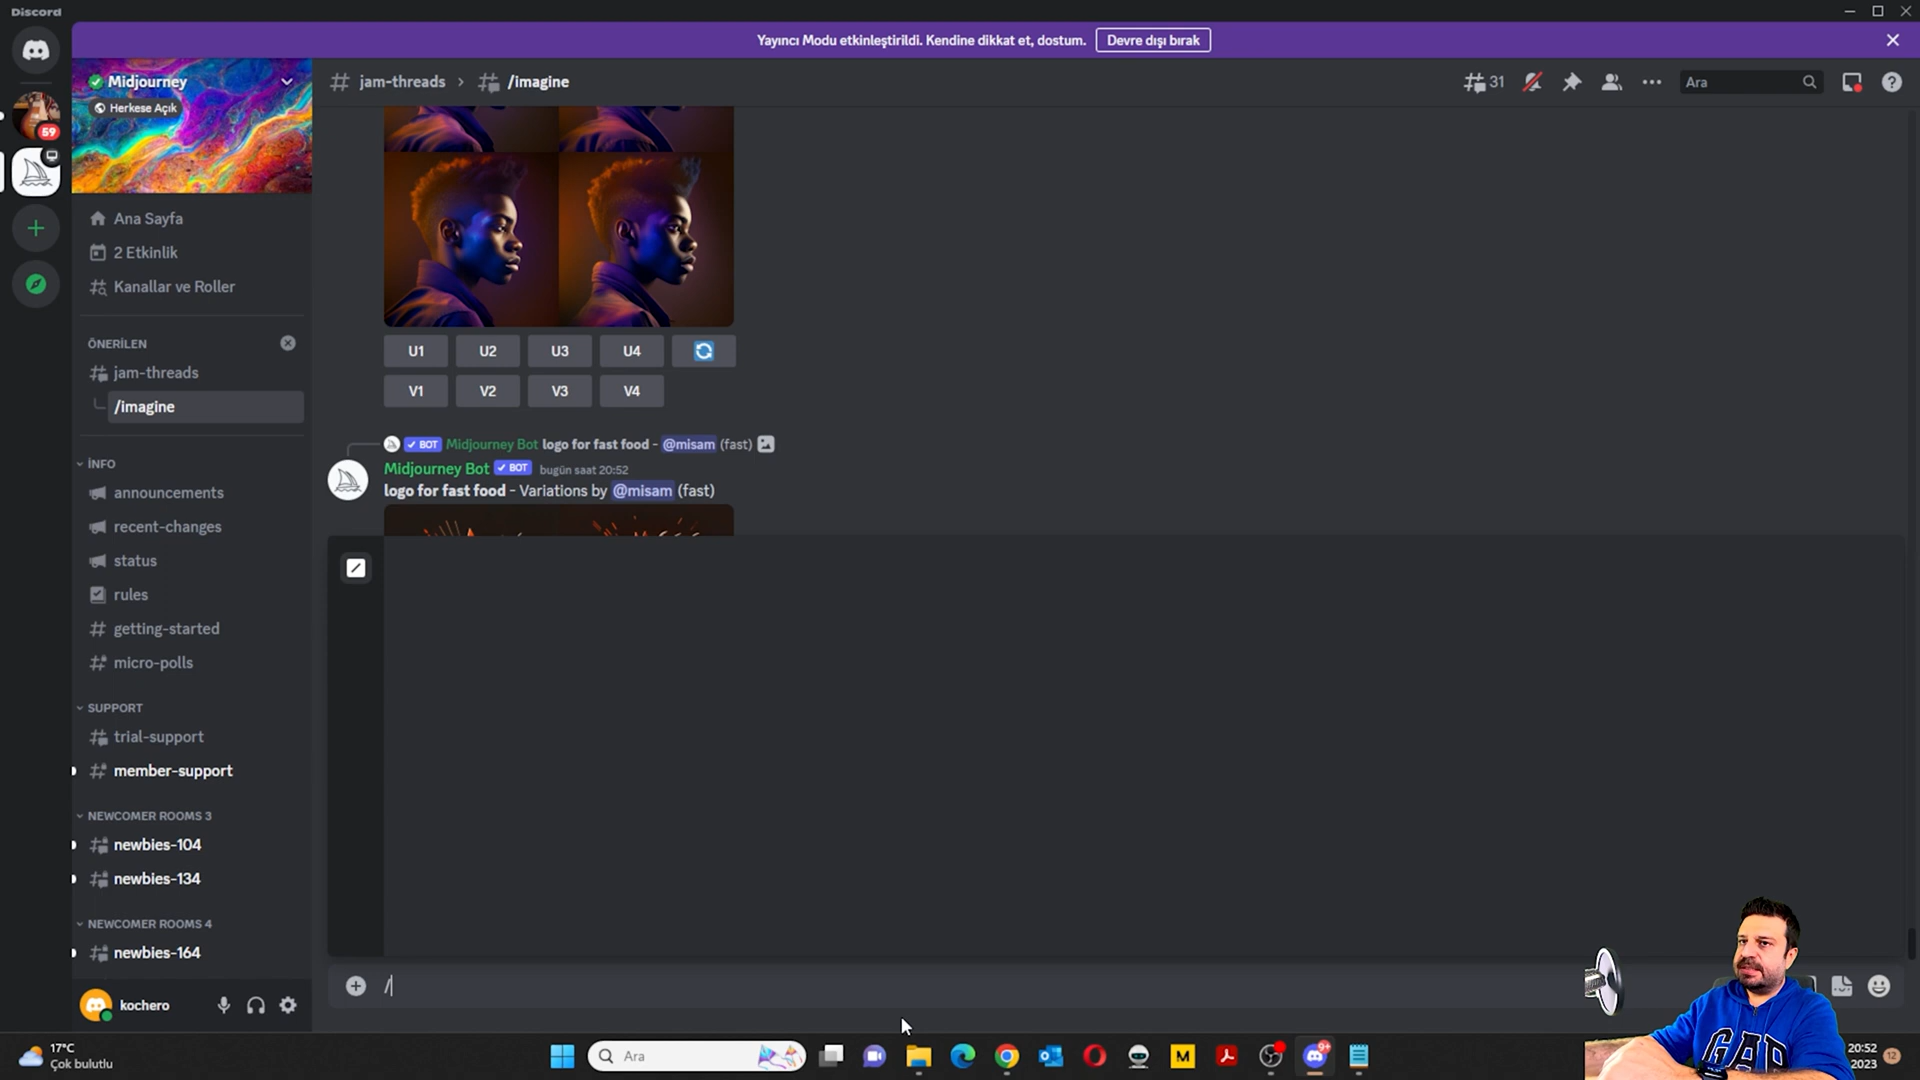 Discord
Yayıncı Modu etkinleştirildi. Kendine dikkat et, dostum. Devre dışı bırak
Midjourney
Herkese Açık
59
Ana Sayfa
2 Etkinlik
Kanallar ve Roller
ÖNERİLEN
jam-threads
/imagine
İNFO
announcements
recent-changes
status
rules
getting-started
micro-polls
SUPPORT
trial-support
member-support
NEWCOMER ROOMS 3
newbies-104
newbies-134
NEWCOMER ROOMS 4
newbies-164
kochero
jam-threads > /imagine
31
Ara
U1 U2 U3 U4
V1 V2 V3 V4
BOT Midjourney Bot logo for fast food - @misam (fast)
Midjourney Bot BOT bugün saat 20:52
logo for fast food - Variations by @misam (fast)
/
GAP
17°C
Çok bulutlu
Ara
M
9+
20:52
2023
12